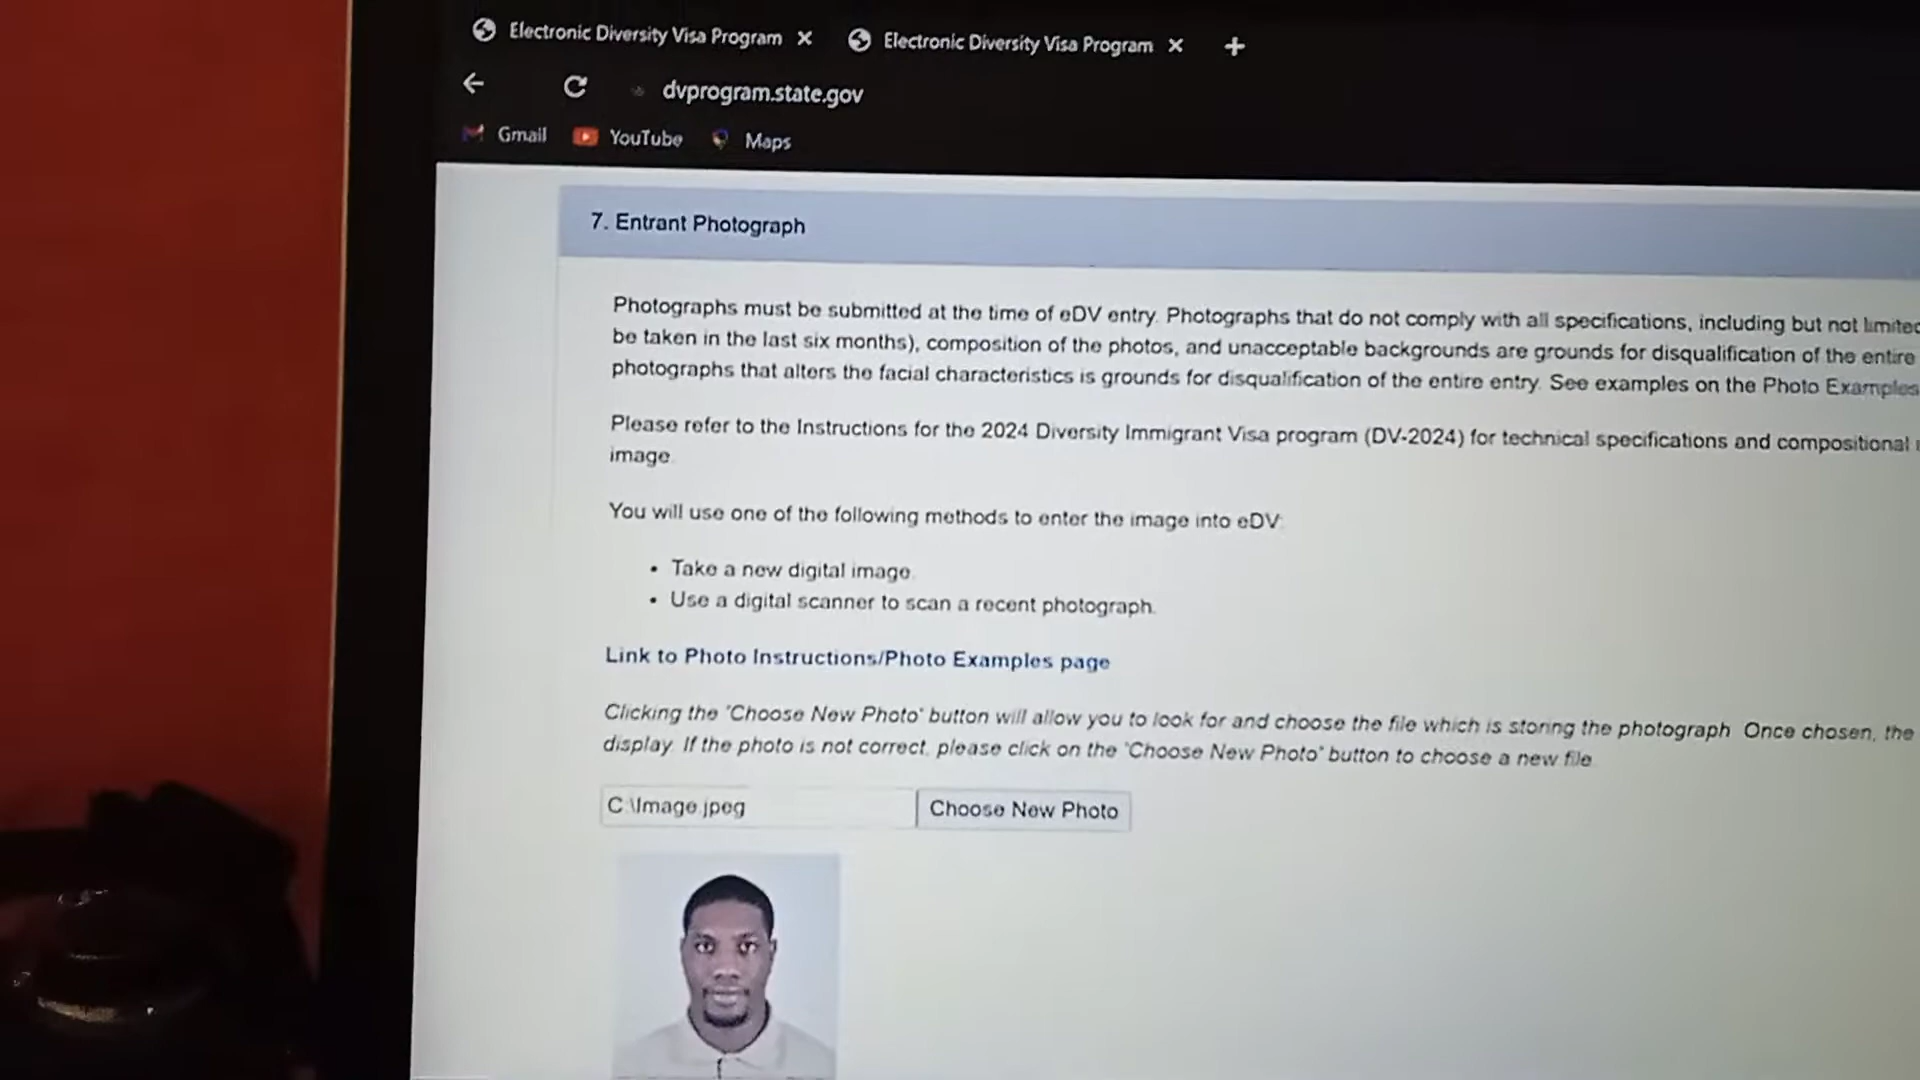 Electronic Diversity Visa Program
Electronic Diversity Visa Program
dvprogram.state.gov
Gmail YouTube Maps
7. Entrant Photograph
Photographs must be submitted at the time of eDV entry. Photographs that do not comply with all specifications, including but not limited
be taken in the last six months), composition of the photos, and unacceptable backgrounds are grounds for disqualification of the entire
photographs that alters the facial characteristics is grounds for disqualification of the entire entry. See examples on the Photo Examples
Please refer to the Instructions for the 2024 Diversity Immigrant Visa program (DV-2024) for technical specifications and compositional
image.
You will use one of the following methods to enter the image into eDV:
• Take a new digital image.
• Use a digital scanner to scan a recent photograph.
Link to Photo Instructions/Photo Examples page
Clicking the 'Choose New Photo' button will allow you to look for and choose the file which is storing the photograph. Once chosen, the
display. If the photo is not correct, please click on the 'Choose New Photo' button to choose a new file.
C:\Image.jpeg Choose New Photo